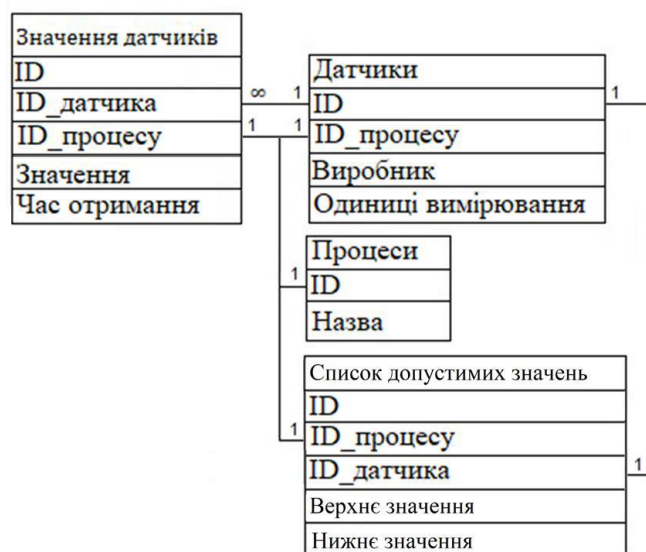 Значення датчиків
ID
ID_датчика
ID_процесу
Значення
Час отримання
∞ 1
1 1
Датчики
ID
ID_процесу
Виробник
Одиниці вимірювання
1
1
Процеси
ID
Назва
1
Список допустимих значень
ID
ID_процесу
ID_датчика
Верхнє значення
Нижнє значення
1